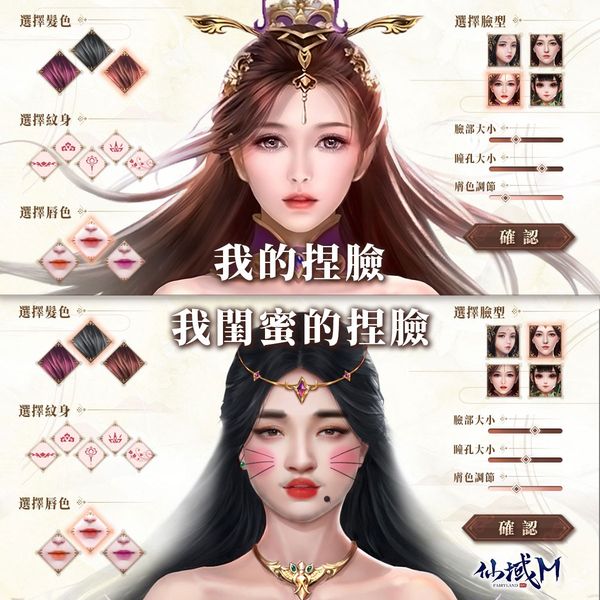 選擇髮色
選擇臉型
臉部大小
選擇紋身
瞳孔大小
膚色調節
選擇唇色
確認
我的捏臉
選擇髮色
我閨蜜的捏臉
選擇臉型
選擇紋身
臉部大小
瞳孔大小
膚色調節
選擇唇色
確認
仙域M
FAIRYLAND